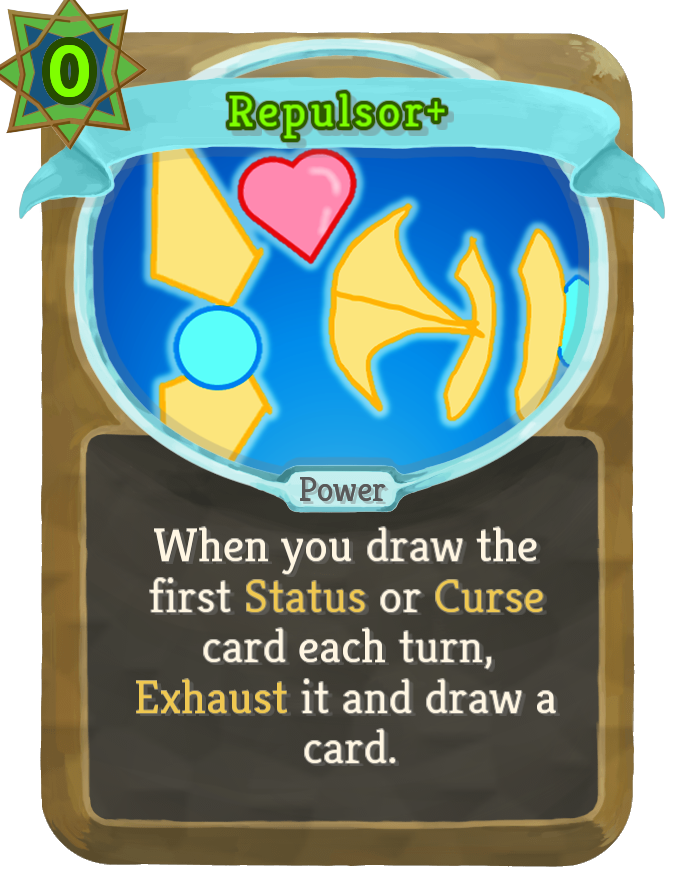 0
Repulsor+
Power
When you draw the
first Status or Curse
card each turn,
Exhaust it and draw a
card.